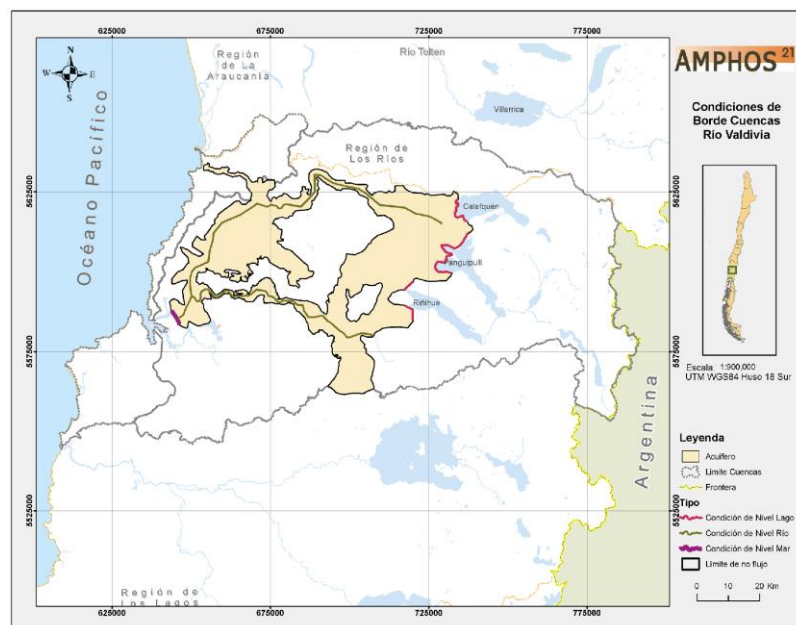 625000 675000 725000 775000
N
W E
S
Océano Pacífico
Región
de La
Araucanía
Río Tolten
Villarrica
Región de
Los Ríos
Calafquen
Panguipulli
Riñihue
Argentina
Región de
Los Lagos
5625000
5575000
5525000
5625000
5575000
5525000
625000 675000 725000 775000
AMPHOS 21
Condiciones de
Borde Cuencas
Río Valdivia
Escala: 1:900,000
UTM WGS84 Huso 18 Sur
Leyenda
Acuífero
Límite Cuencas
Frontera
Tipo
Condición de Nivel Lago
Condición de Nivel Río
Condición de Nivel Mar
Límite de no flujo
0 10 20 Km